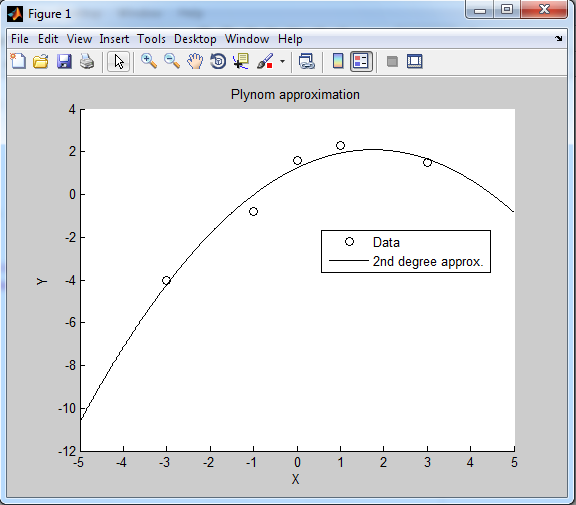 Figure 1
File Edit View Insert Tools Desktop Window Help
Plynom approximation
4
2
0
-2
-4
-6
-8
-10
-12
Y
Data
2nd degree approx.
-5 -4 -3 -2 -1 0 1 2 3 4 5
X